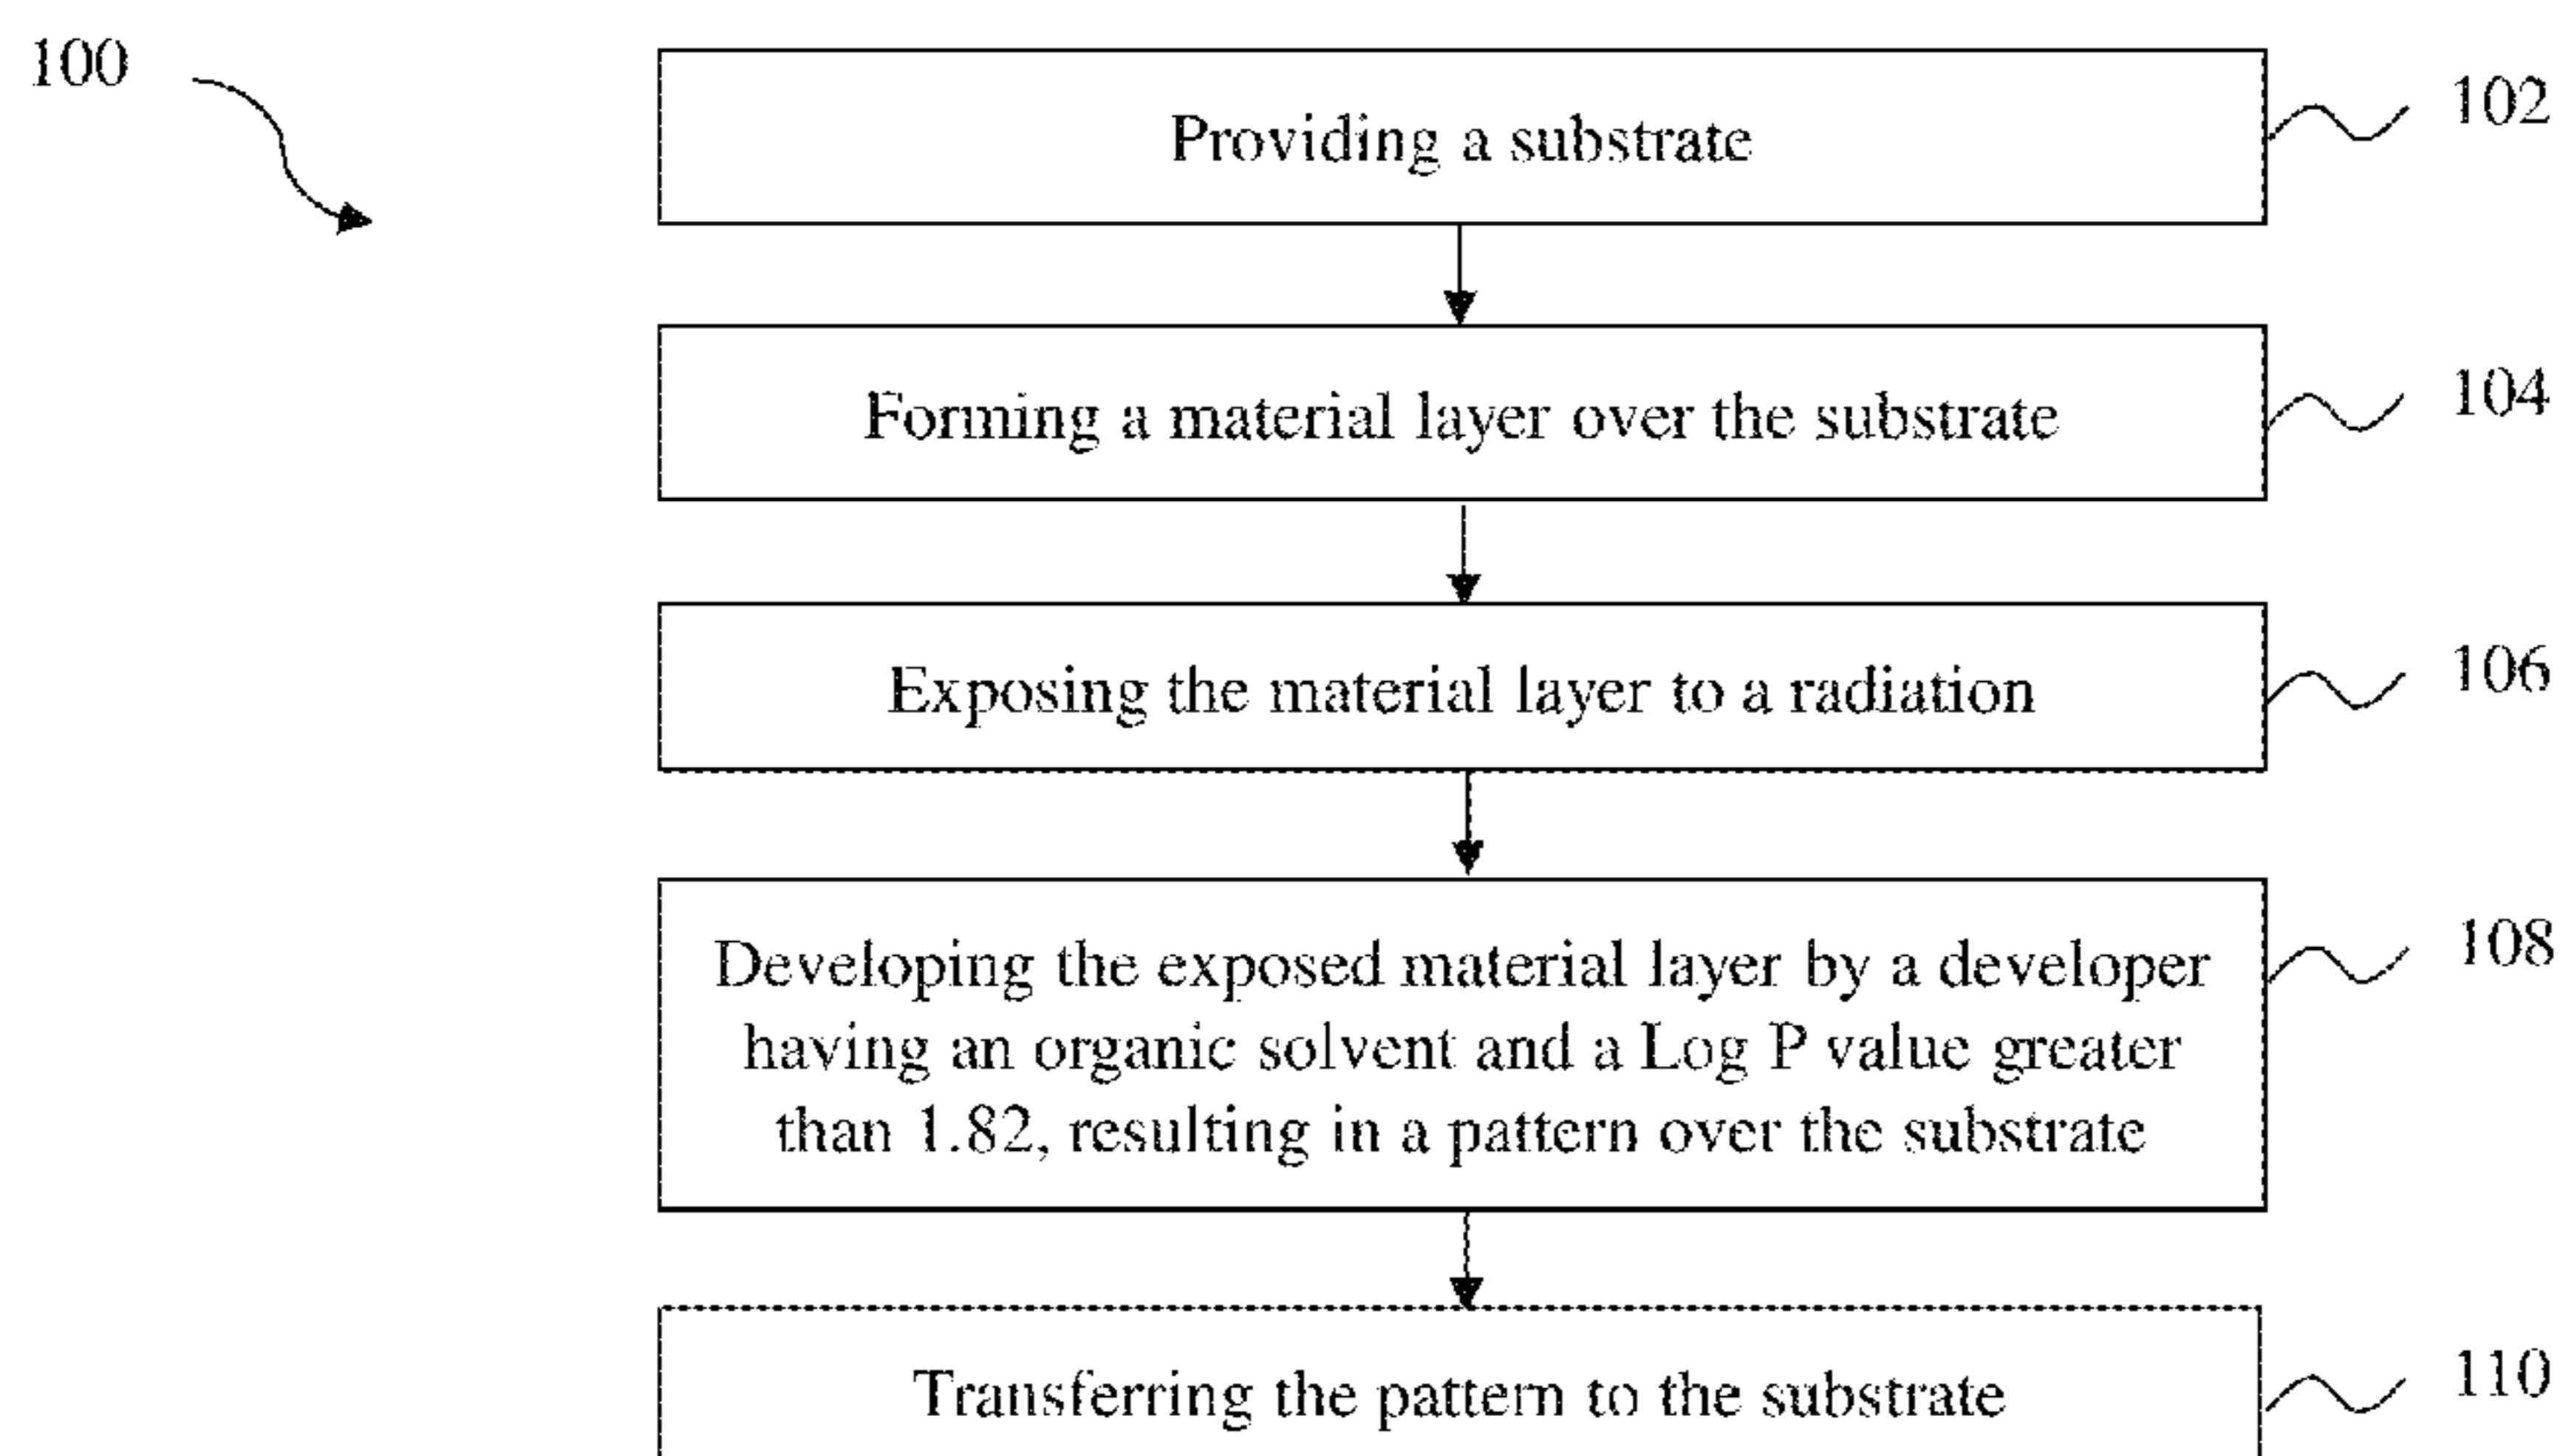 100
Providing a substrate
102
Forming a material layer over the substrate
104
Exposing the material layer to a radiation
106
Developing the exposed material layer by a developer
having an organic solvent and a Log P value greater
than 1.82, resulting in a pattern over the substrate
108
Transferring the pattern to the substrate
110